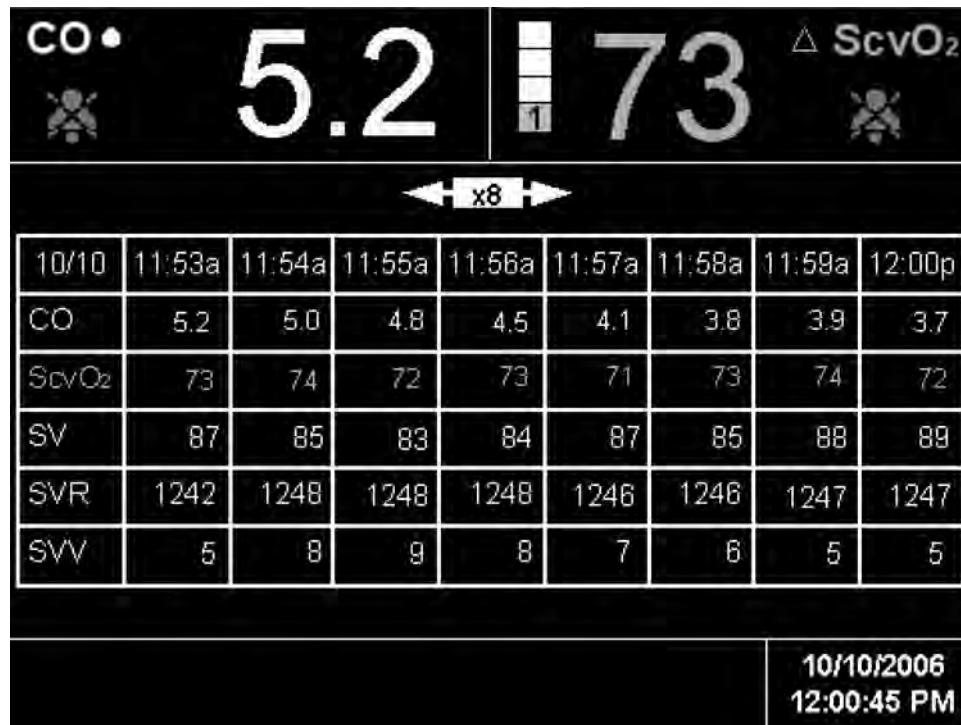 CO 5.2 1 73 △ ScvO₂
x8
10/10 11:53a 11:54a 11:55a 11:56a 11:57a 11:58a 11:59a 12:00p
CO 5.2 5.0 4.8 4.5 4.1 3.8 3.9 3.7
ScvO₂ 73 74 72 73 71 73 74 72
SV 87 85 83 84 87 85 88 89
SVR 1242 1248 1248 1248 1246 1246 1247 1247
SVV 5 8 9 8 7 6 5 5
10/10/2006
12:00:45 PM